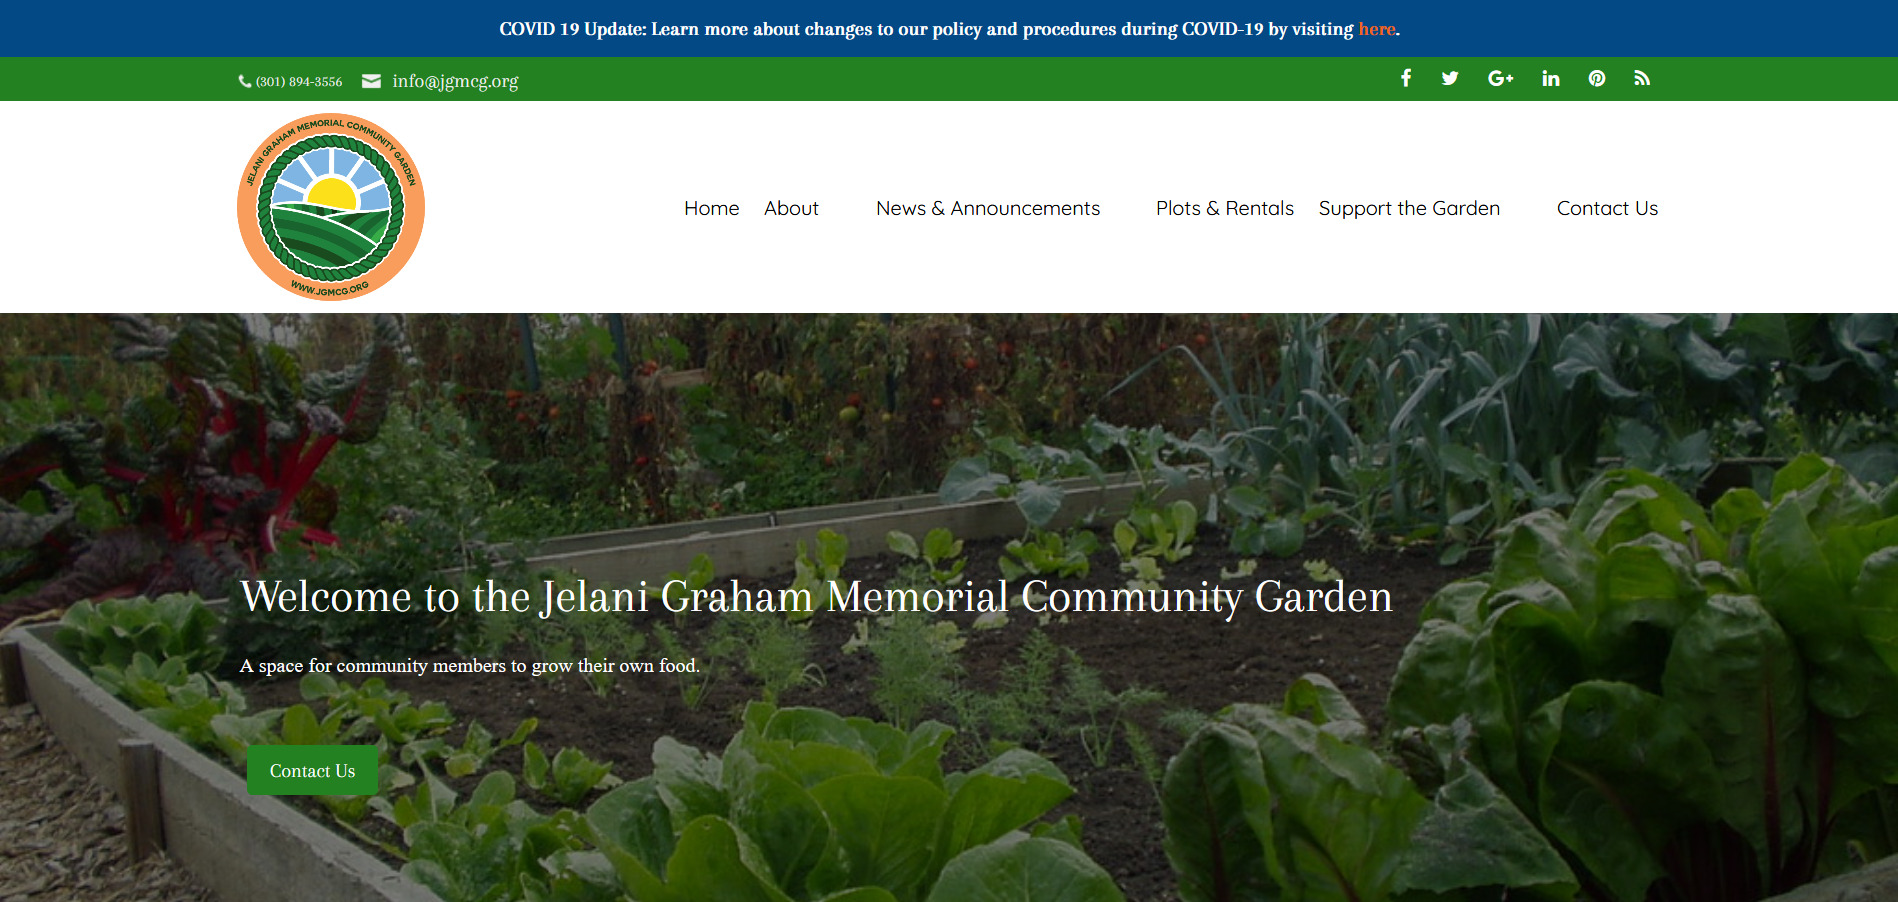 COVID 19 Update: Learn more about changes to our policy and procedures during COVID-19 by visiting here.
(301) 894-3556 info@jgmcg.org
JELANI GRAHAM MEMORIAL COMMUNITY GARDEN
WWW.JGMCG.ORG
Home About News & Announcements Plots & Rentals Support the Garden Contact Us
Welcome to the Jelani Graham Memorial Community Garden
A space for community members to grow their own food.
Contact Us